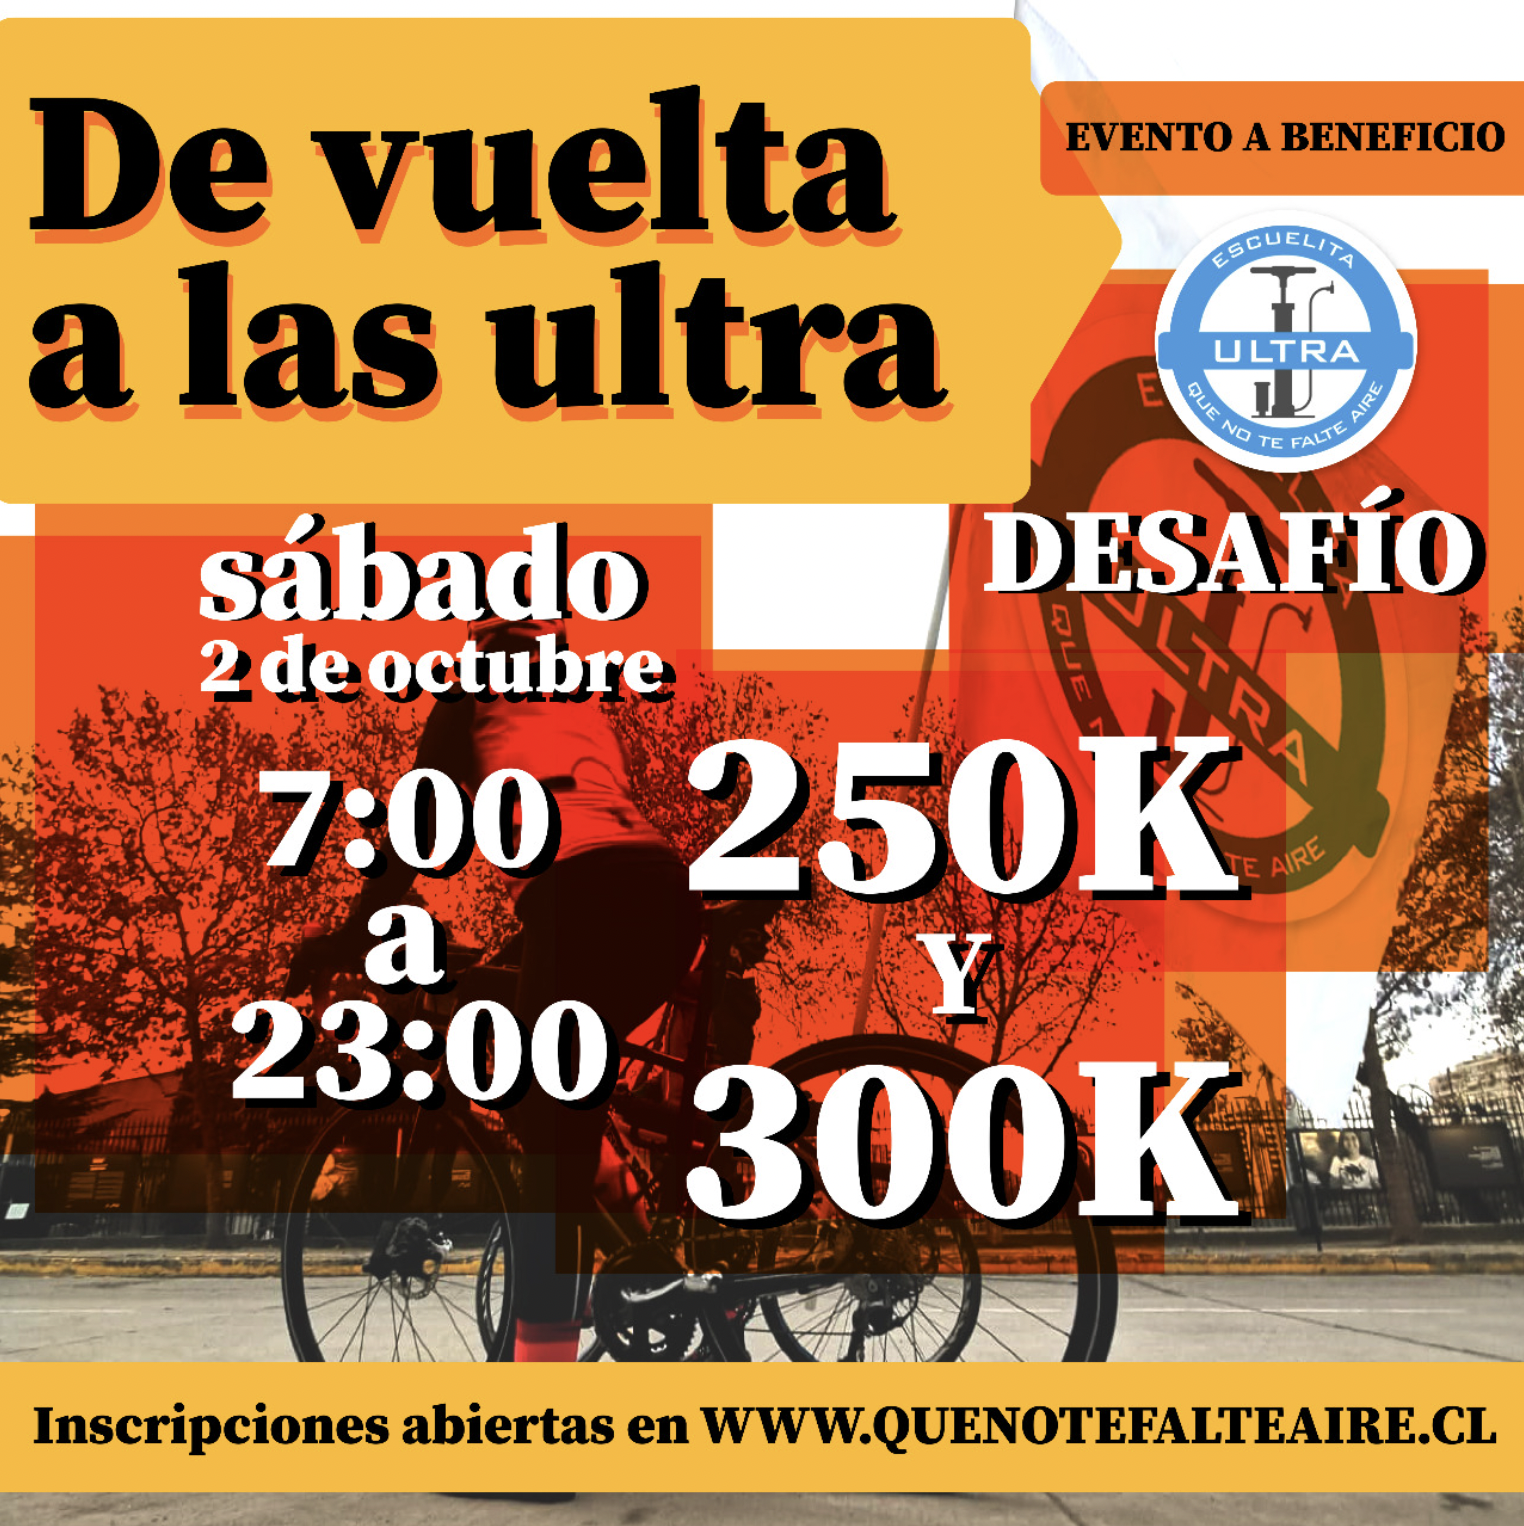 De vuelta
a las ultra
EVENTO A BENEFICIO
ESCUELITA
ULTRA
QUE NO TE FALTE AIRE
sábado
2 de octubre
7:00
a
23:00
DESAFÍO
250K
Y
300K
Inscripciones abiertas en WWW.QUENOTEFALTEAIRE.CL